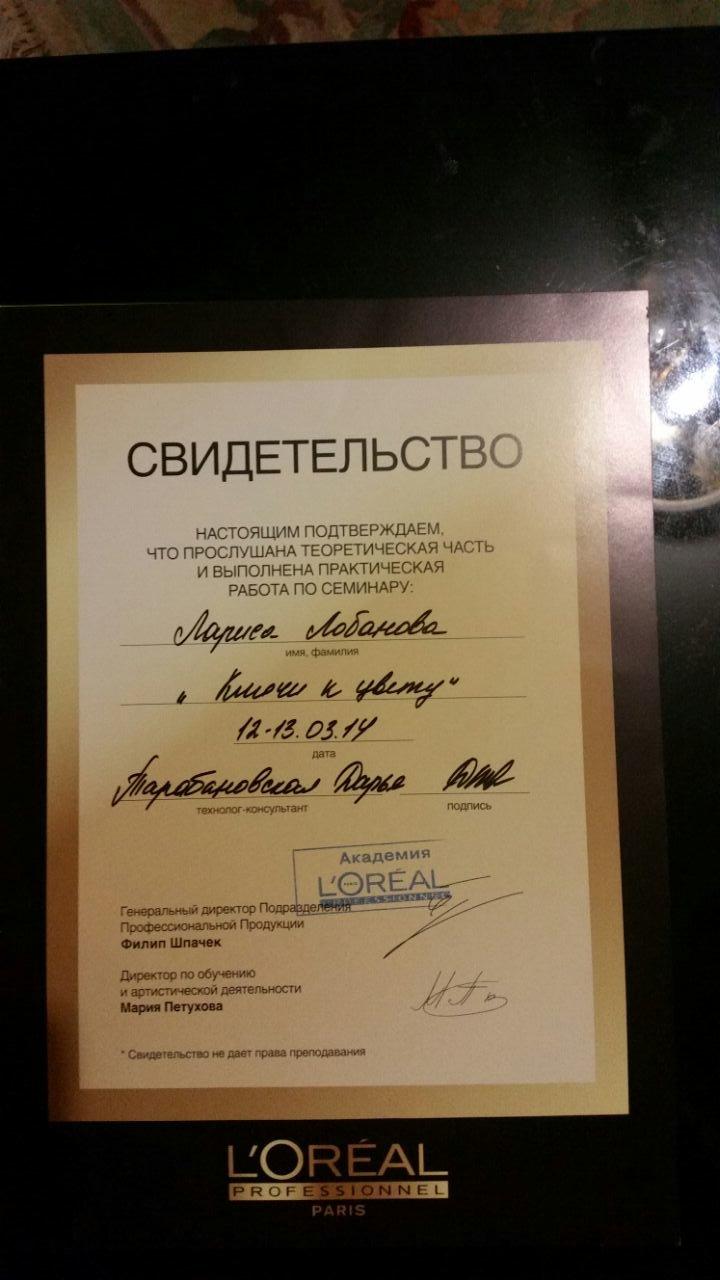 СВИДЕТЕЛЬСТВО
НАСТОЯЩИМ ПОДТВЕРЖДАЕМ,
ЧТО ПРОСЛУШАНА ТЕОРЕТИЧЕСКАЯ ЧАСТЬ
И ВЫПОЛНЕНА ПРАКТИЧЕСКАЯ
РАБОТА ПО СЕМИНАРУ:
Лариса Лобанова
имя, фамилия
„ Ключи к цвету “
12-13.03.14
дата
Тарабановская Дарья
технолог-консультант подпись
Академия
L'ORÉAL
PROFESSIONNEL
Генеральный директор Подразделения
Профессиональной Продукции
Филип Шпачек
Директор по обучению
и артистической деятельности
Мария Петухова
* Свидетельство не дает права преподавания
L'ORÉAL
PROFESSIONNEL
PARIS